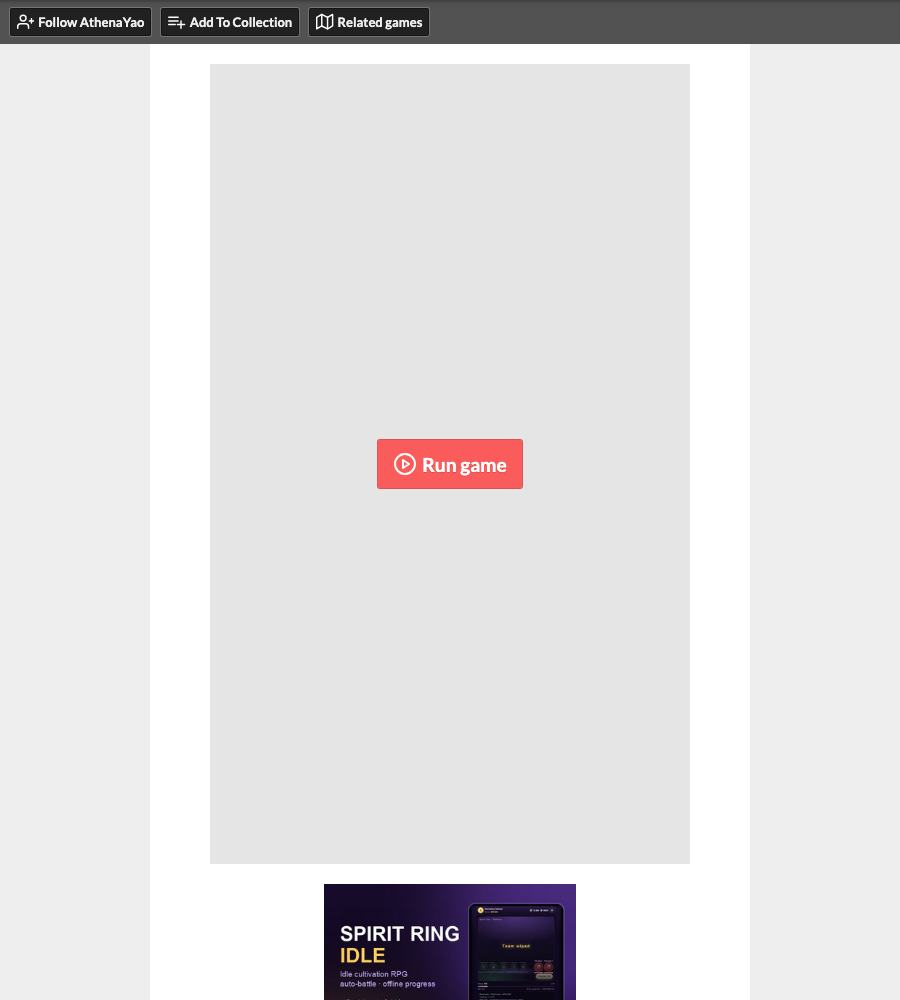 Follow AthenaYao
Add To Collection
Related games
Run game
SPIRIT RING
IDLE
Idle cultivation RPG
auto-battle · offline progress
Team wiped